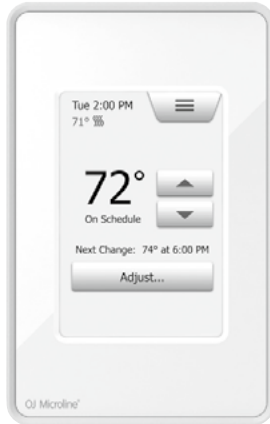 Tue 2:00 PM
71°
72°
On Schedule
Next Change: 74° at 6:00 PM
Adjust...
OJ Microline®